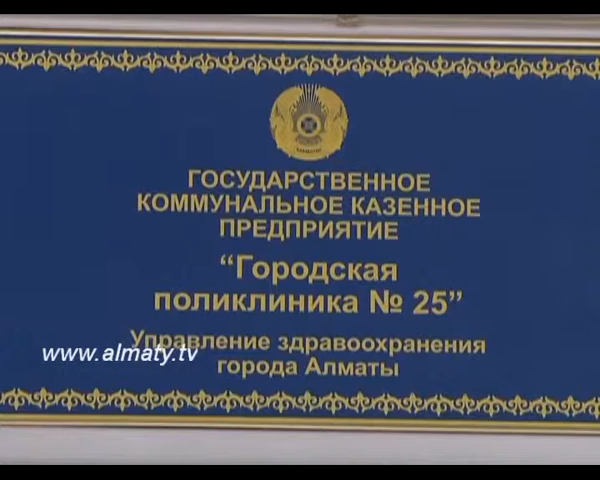 ГОСУДАРСТВЕННОЕ
КОММУНАЛЬНОЕ КАЗЕННОЕ
ПРЕДПРИЯТИЕ
“Городская
поликлиника № 25”
Управление здравоохранения
www.almaty.tv
города Алматы